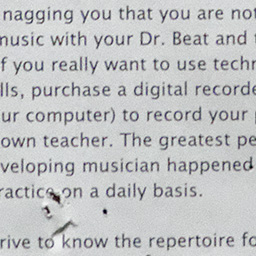 nagging you that you are not
music with your Dr. Beat and
f you really want to use techn
lls, purchase a digital recorde
ur computer) to record your
own teacher. The greatest pe
veloping musician happened
ractice on a daily basis.
rive to know the repertoire fo